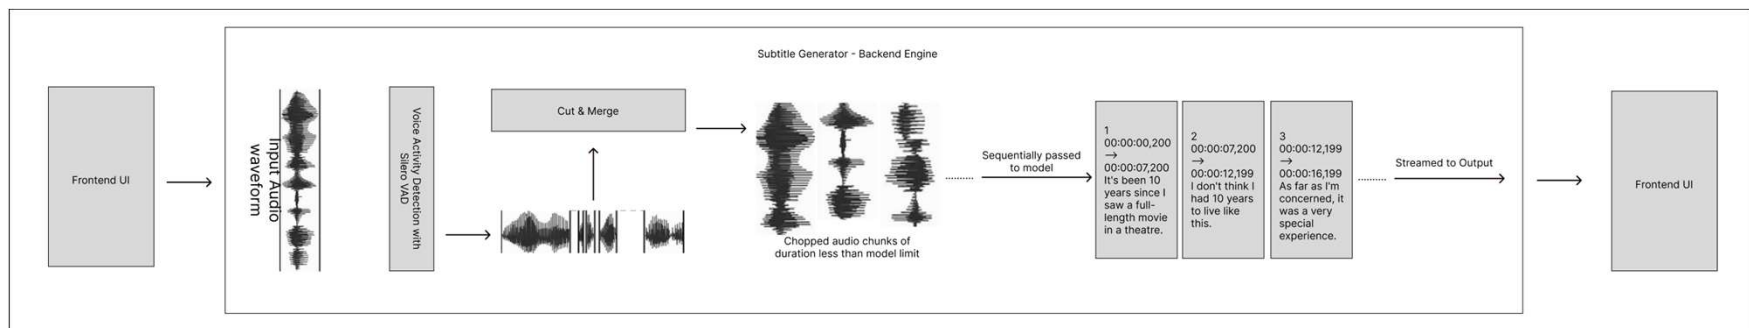 Subtitle Generator - Backend Engine
Frontend UI
Input Audio
waveform
Voice Activity Detection with
Silero VAD
Cut & Merge
Chopped audio chunks of
duration less than model limit
Sequentially passed
to model
1
00:00:00,200
→
00:00:07,200
It's been 10
years since I
saw a full-
length movie
in a theatre.
2
00:00:07,200
→
00:00:12,199
I don't think I
had 10 years
to live like
this.
3
00:00:12,199
→
00:00:16,199
As far as I'm
concerned, it
was a very
special
experience.
Streamed to Output
Frontend UI